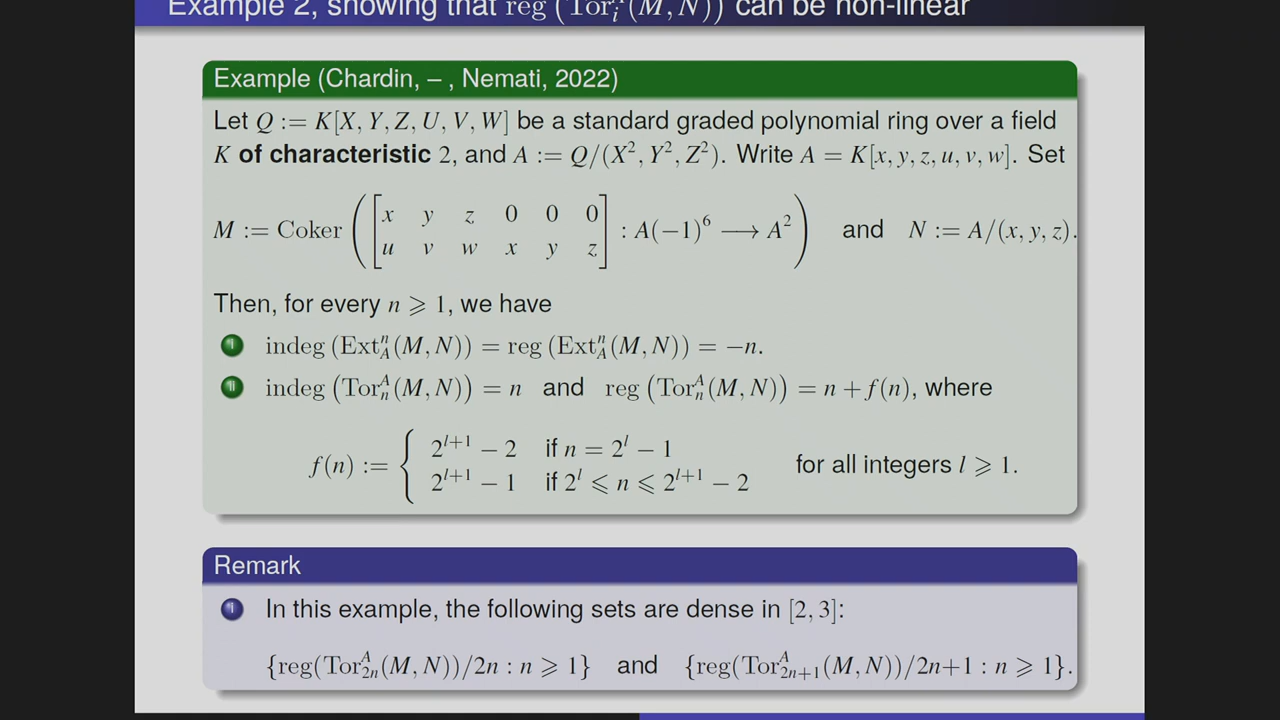 Example 2, showing that reg (Tor_i^A(M, N)) can be non-linear
Example (Chardin, – , Nemati, 2022)
Let Q := K[X, Y, Z, U, V, W] be a standard graded polynomial ring over a field
K of characteristic 2, and A := Q/(X², Y², Z²). Write A = K[x, y, z, u, v, w]. Set
M := Coker ( [ x y z 0 0 0
u v w x y z ] : A(−1)⁶ ⟶ A² ) and N := A/(x, y, z).
Then, for every n ⩾ 1, we have
i indeg (Ext_A^n(M, N)) = reg (Ext_A^n(M, N)) = −n.
ii indeg (Tor_n^A(M, N)) = n and reg (Tor_n^A(M, N)) = n + f(n), where
f(n) := { 2^{l+1} − 2 if n = 2^l − 1
2^{l+1} − 1 if 2^l ⩽ n ⩽ 2^{l+1} − 2 for all integers l ⩾ 1.
Remark
i In this example, the following sets are dense in [2, 3]:
{reg(Tor_{2n}^A(M, N))/2n : n ⩾ 1} and {reg(Tor_{2n+1}^A(M, N))/2n+1 : n ⩾ 1}.